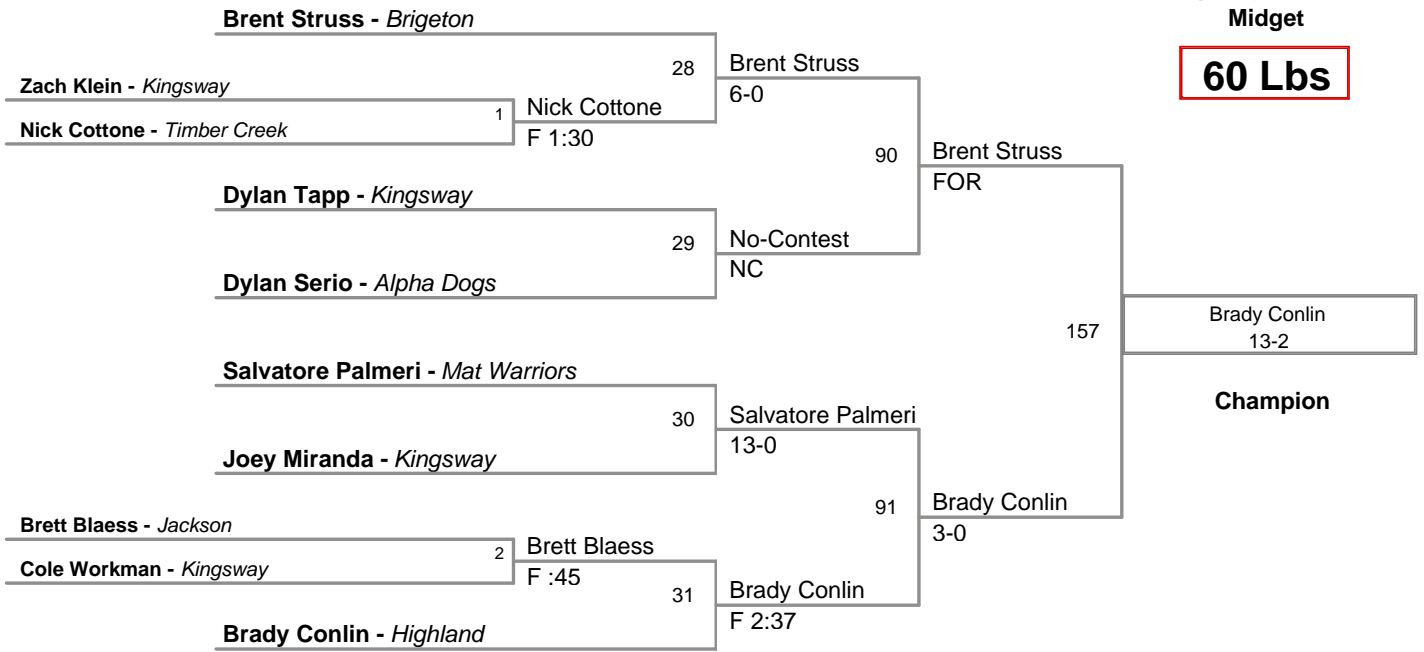 Brent Struss - Brigeton
Midget
28
Brent Struss
6-0
60 Lbs
Zach Klein - Kingsway
1
Nick Cottone
F 1:30
Nick Cottone - Timber Creek
90
Brent Struss
FOR
Dylan Tapp - Kingsway
29
No-Contest
NC
Dylan Serio - Alpha Dogs
157
Brady Conlin
13-2
Champion
Salvatore Palmeri - Mat Warriors
30
Salvatore Palmeri
13-0
Joey Miranda - Kingsway
91
Brady Conlin
3-0
Brett Blaess - Jackson
2
Brett Blaess
F :45
Cole Workman - Kingsway
31
Brady Conlin
F 2:37
Brady Conlin - Highland